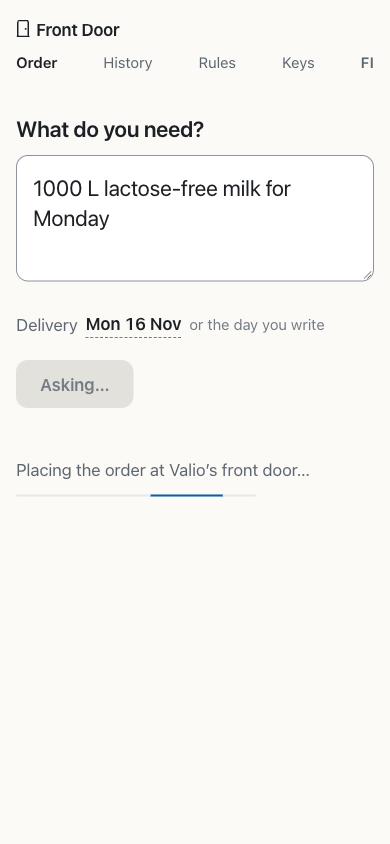 Front Door
Order History Rules Keys FI
What do you need?
1000 L lactose-free milk for
Monday
Delivery Mon 16 Nov or the day you write
Asking...
Placing the order at Valio’s front door...